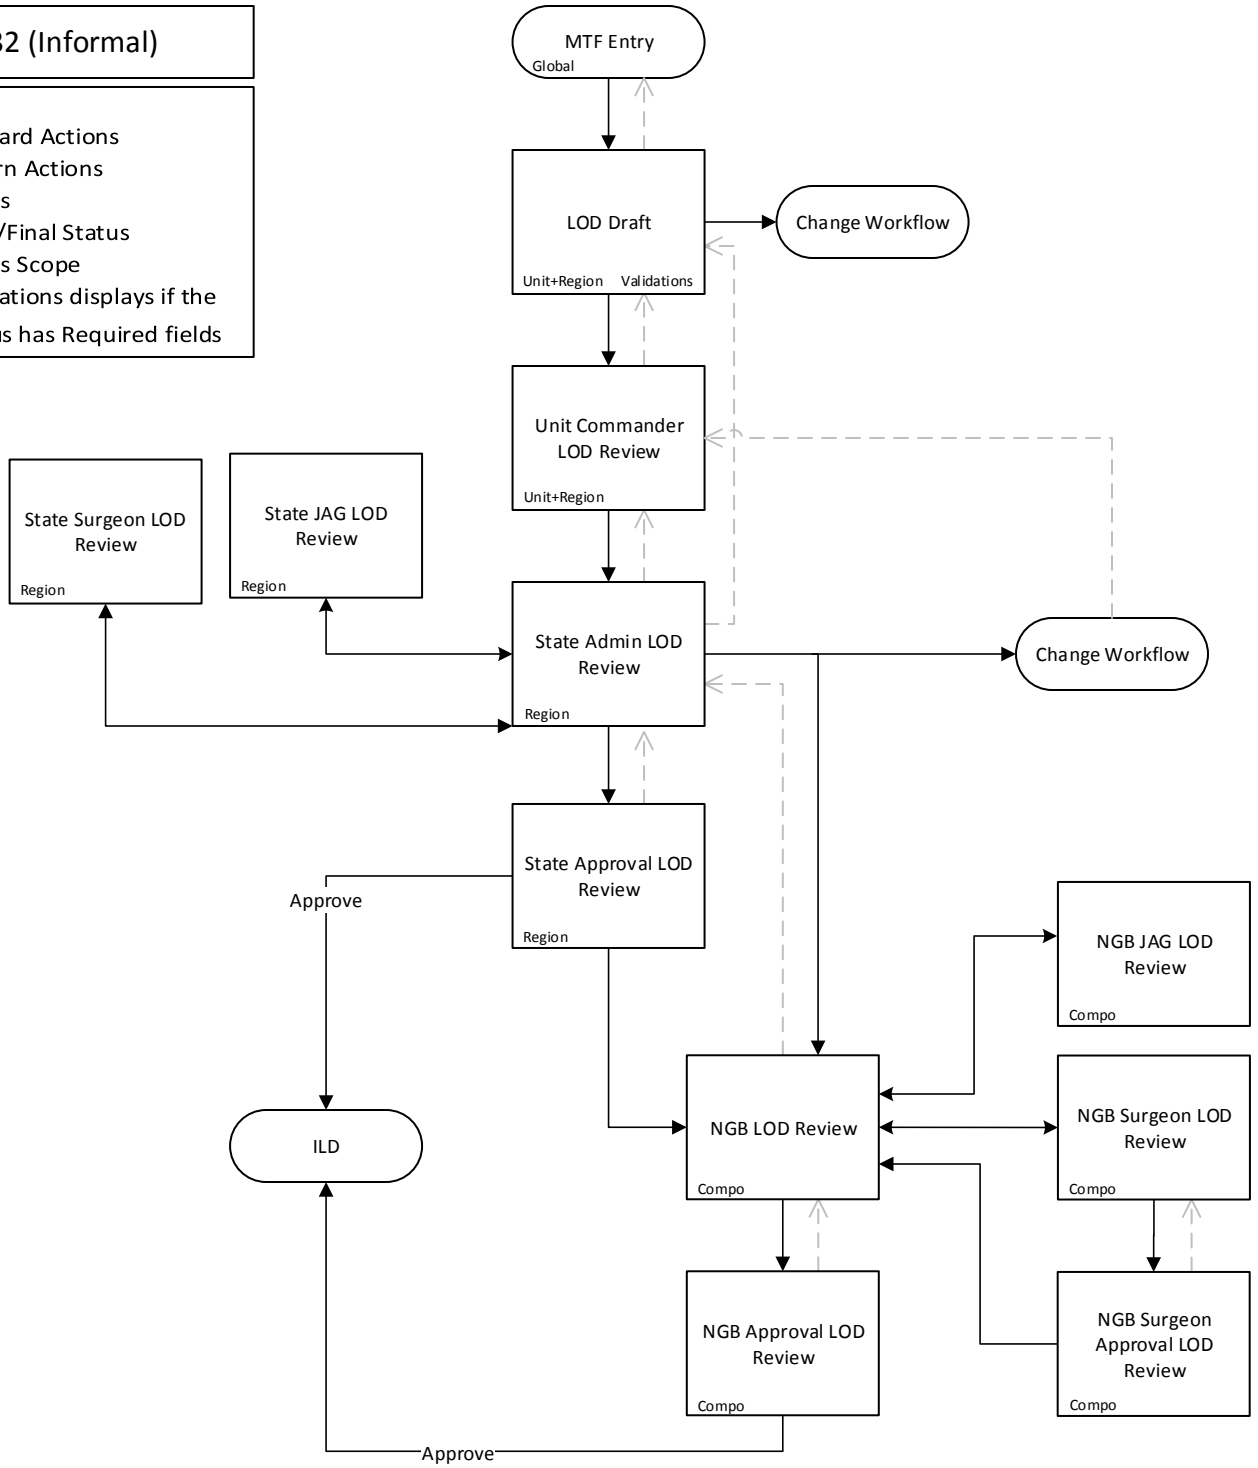 (Informal)
MTF Entry
Global
Actions
Actions
/Final Status
Scope
displays if the
has Required fields
LOD Draft
Unit+Region Validations
Change Workflow
Unit Commander
LOD Review
Unit+Region
State Surgeon LOD
Review
Region
State JAG LOD
Review
Region
State Admin LOD
Review
Region
Change Workflow
State Approval LOD
Review
Region
Approve
NGB JAG LOD
Review
Compo
ILD
NGB LOD Review
Compo
NGB Surgeon LOD
Review
Compo
NGB Approval LOD
Review
Compo
NGB Surgeon
Approval LOD
Review
Compo
Approve